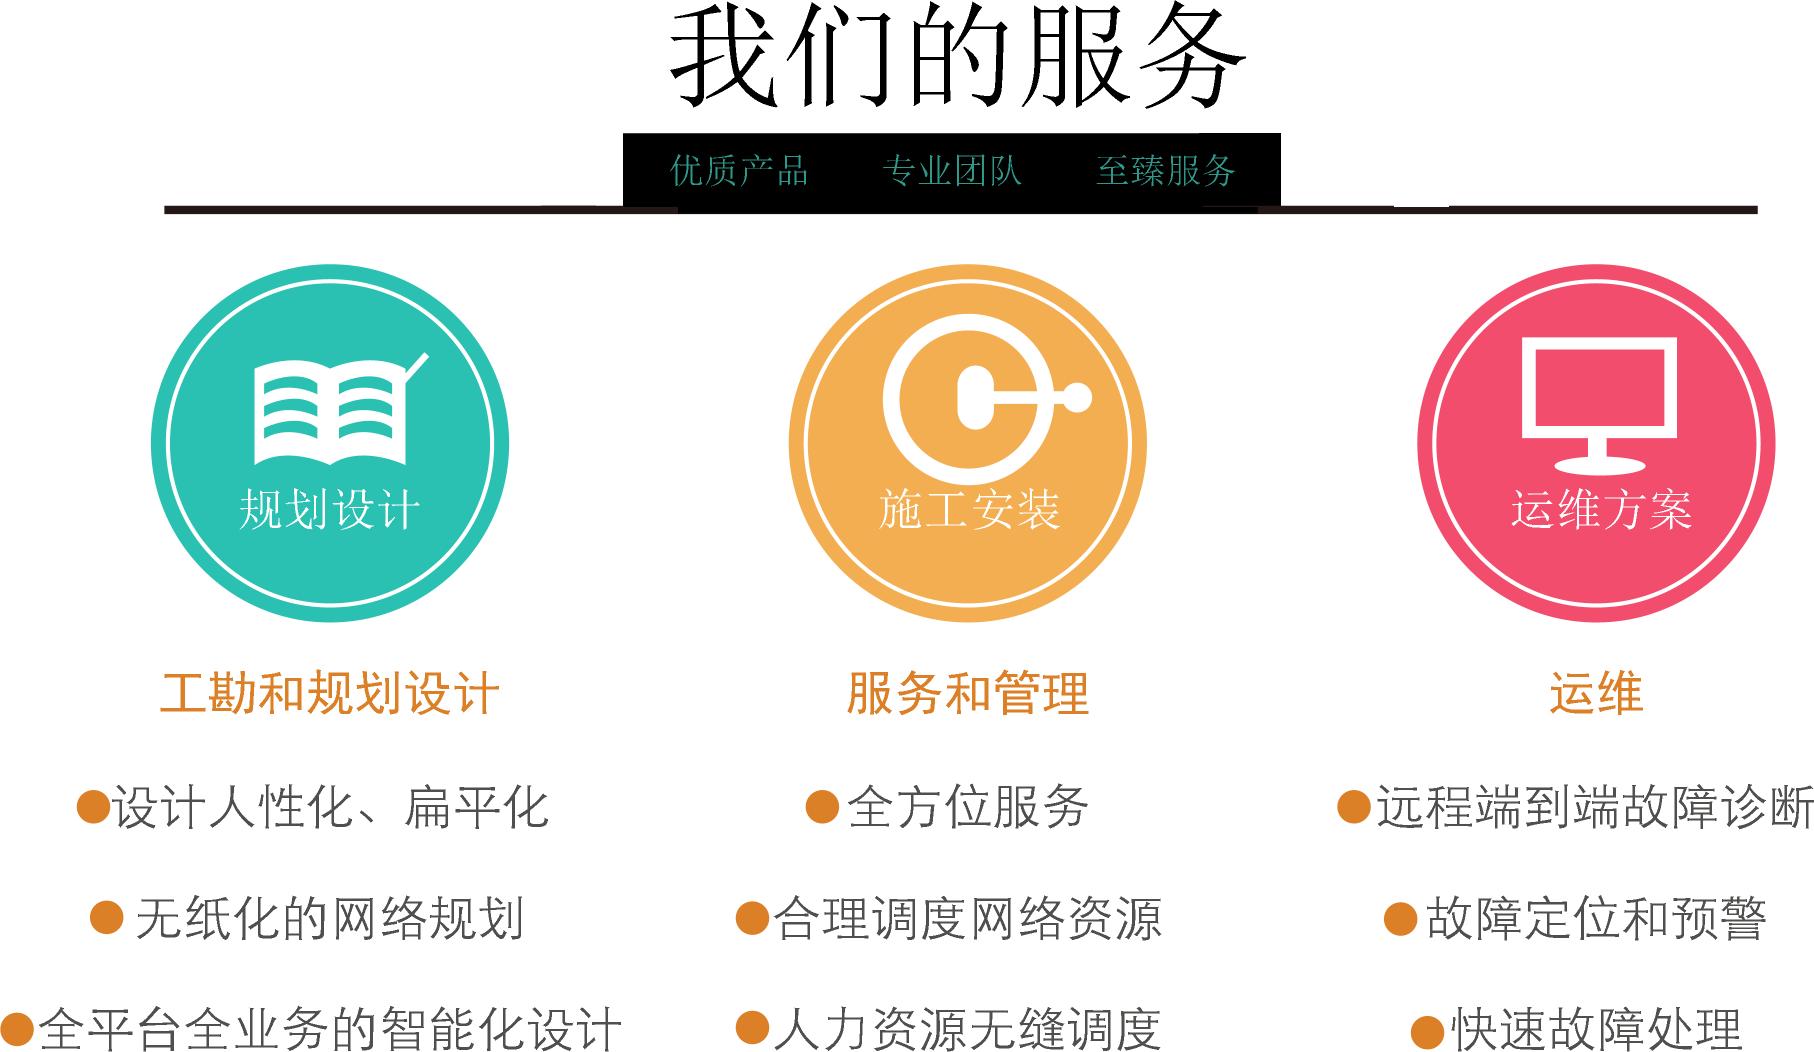 我们的服务
优质产品 专业团队 至臻服务
规划设计
施工安装
运维方案
工勘和规划设计
●设计人性化、扁平化
●无纸化的网络规划
●全平台全业务的智能化设计
服务和管理
●全方位服务
●合理调度网络资源
●人力资源无缝调度
运维
●远程端到端故障诊断
●故障定位和预警
●快速故障处理